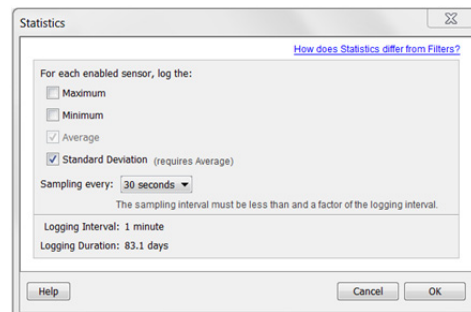 Statistics
How does Statistics differ from Filters?
For each enabled sensor, log the:
Maximum
Minimum
Average
Standard Deviation (requires Average)
Sampling every: 30 seconds
The sampling interval must be less than and a factor of the logging interval.
Logging Interval: 1 minute
Logging Duration: 83.1 days
Help Cancel OK